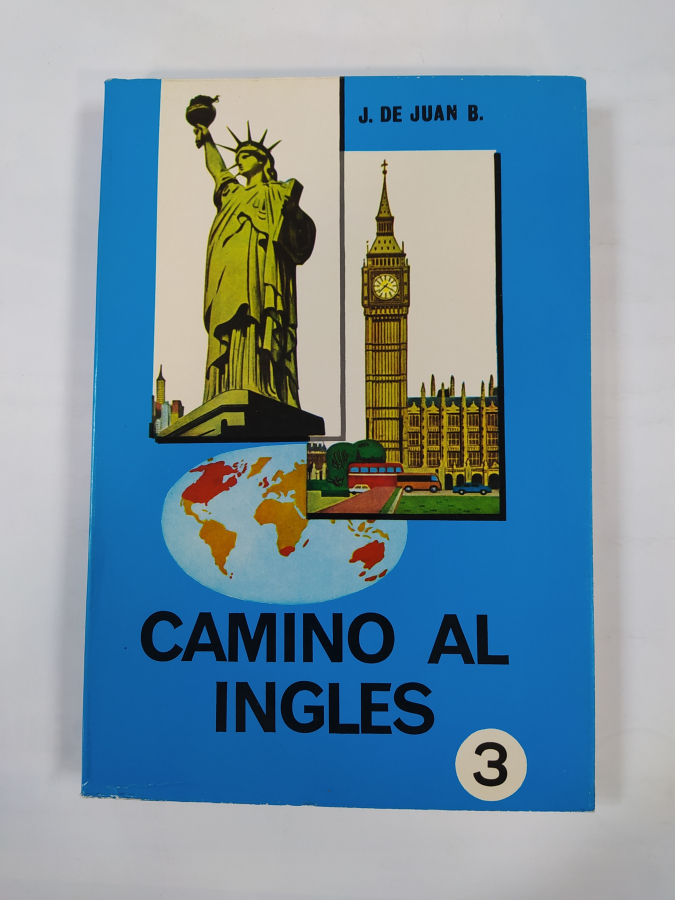 J. DE JUAN B.
CAMINO AL
INGLES
3